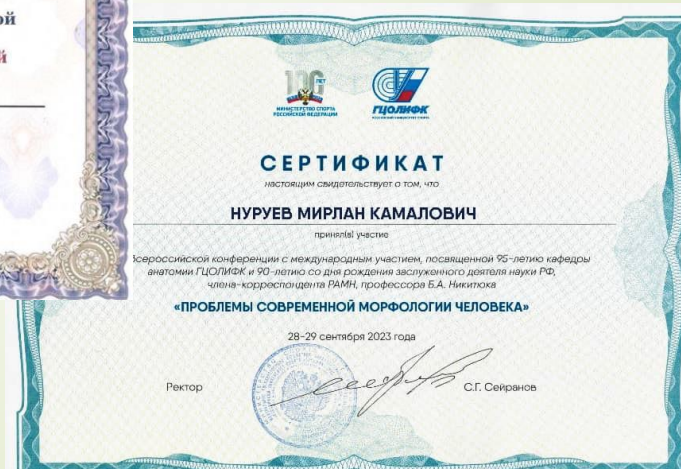 ой
й
100 ЛЕТ
МИНИСТЕРСТВО СПОРТА
РОССИЙСКОЙ ФЕДЕРАЦИИ
ГЦОЛИФК
СЕРТИФИКАТ
настоящим свидетельствует о том, что
НУРУЕВ МИРЛАН КАМАЛОВИЧ
принял(а) участие
Всероссийской конференции с международным участием, посвященной 95-летию кафедры
анатомии ГЦОЛИФК и 90-летию со дня рождения заслуженного деятеля науки РФ,
члена-корреспондента РАМН, профессора Б.А. Никитюка
«ПРОБЛЕМЫ СОВРЕМЕННОЙ МОРФОЛОГИИ ЧЕЛОВЕКА»
28-29 сентября 2023 года
Ректор С.Г. Сейранов